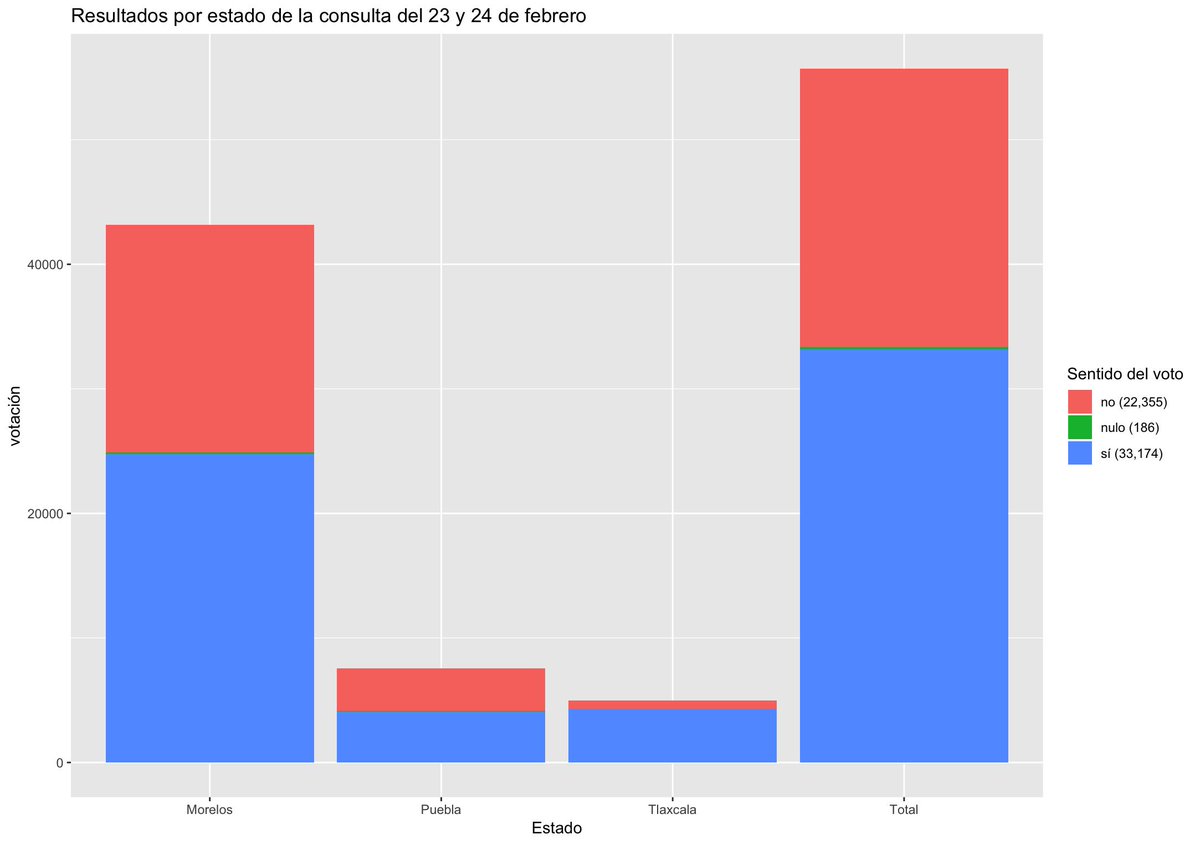 Resultados por estado de la consulta del 23 y 24 de febrero
votación
40000
20000
0
Morelos
Puebla
Tlaxcala
Total
Estado
Sentido del voto
no (22,355)
nulo (186)
sí (33,174)